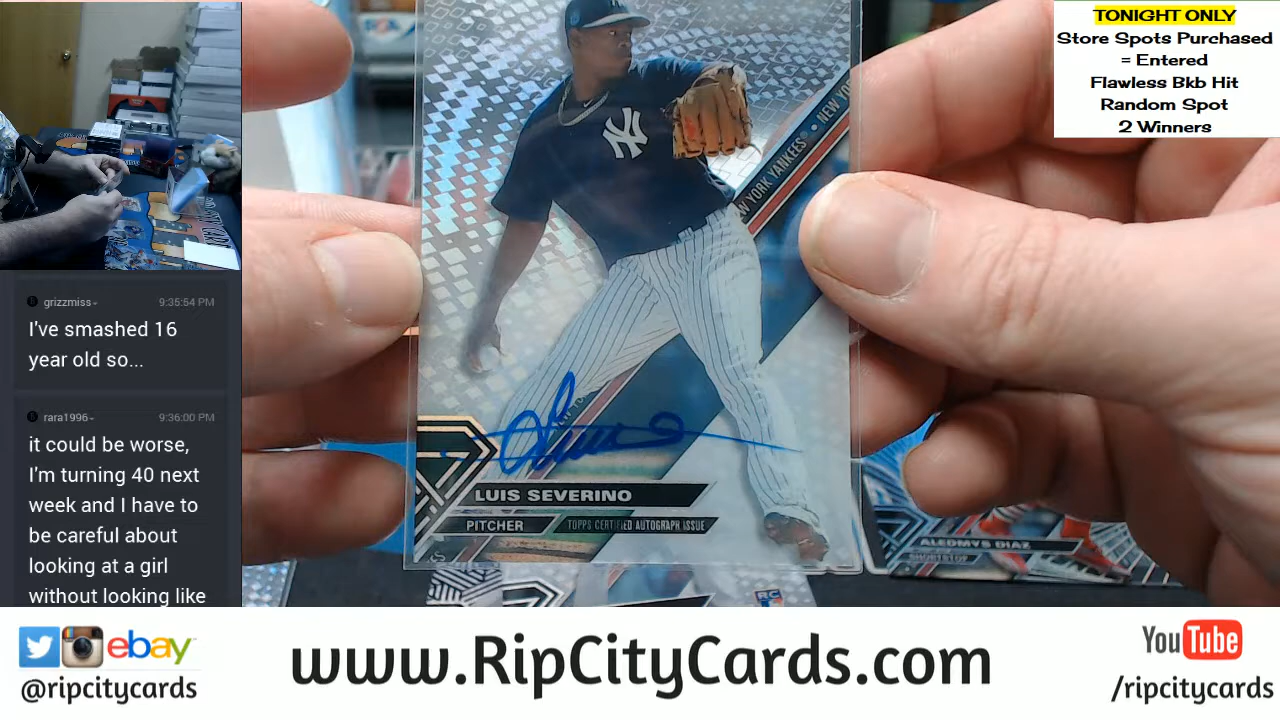 TONIGHT ONLY
Store Spots Purchased
= Entered
Flawless Bkb Hit
Random Spot
2 Winners
NY
NEW YORK YANKEES • NEW YO
grizzmiss 9:35:54 PM
I've smashed 16
year old so...
rara1996 9:36:00 PM
it could be worse,
I'm turning 40 next
week and I have to
be careful about
looking at a girl
without looking like
LUIS SEVERINO
PITCHER TOPPS CERTIFIED AUTOGRAPH ISSUE
ALEDMYS DIAZ
SHORTSTOP
RC
ebay
@ripcitycards
www.RipCityCards.com
YouTube
/ripcitycards